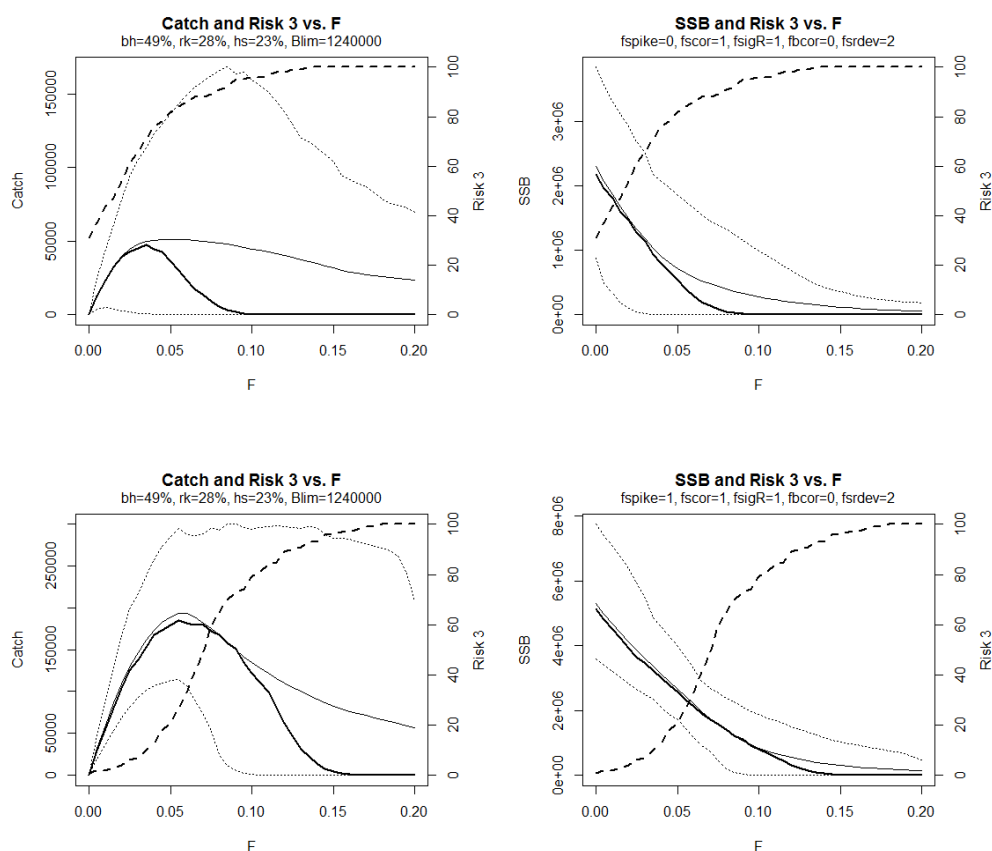 Catch and Risk 3 vs. F
bh=49%, rk=28%, hs=23%, Blim=1240000
Catch
0
50000
100000
150000
0
20
40
60
80
100
Risk 3
0.00
0.05
0.10
0.15
0.20
F
SSB and Risk 3 vs. F
fspike=0, fscor=1, fsigR=1, fbcor=0, fsrdev=2
SSB
0e+00
1e+06
2e+06
3e+06
0
20
40
60
80
100
Risk 3
0.00
0.05
0.10
0.15
0.20
F
Catch and Risk 3 vs. F
bh=49%, rk=28%, hs=23%, Blim=1240000
Catch
0
50000
150000
250000
0
20
40
60
80
100
Risk 3
0.00
0.05
0.10
0.15
0.20
F
SSB and Risk 3 vs. F
fspike=1, fscor=1, fsigR=1, fbcor=0, fsrdev=2
SSB
0e+00
2e+06
4e+06
6e+06
8e+06
0
20
40
60
80
100
Risk 3
0.00
0.05
0.10
0.15
0.20
F